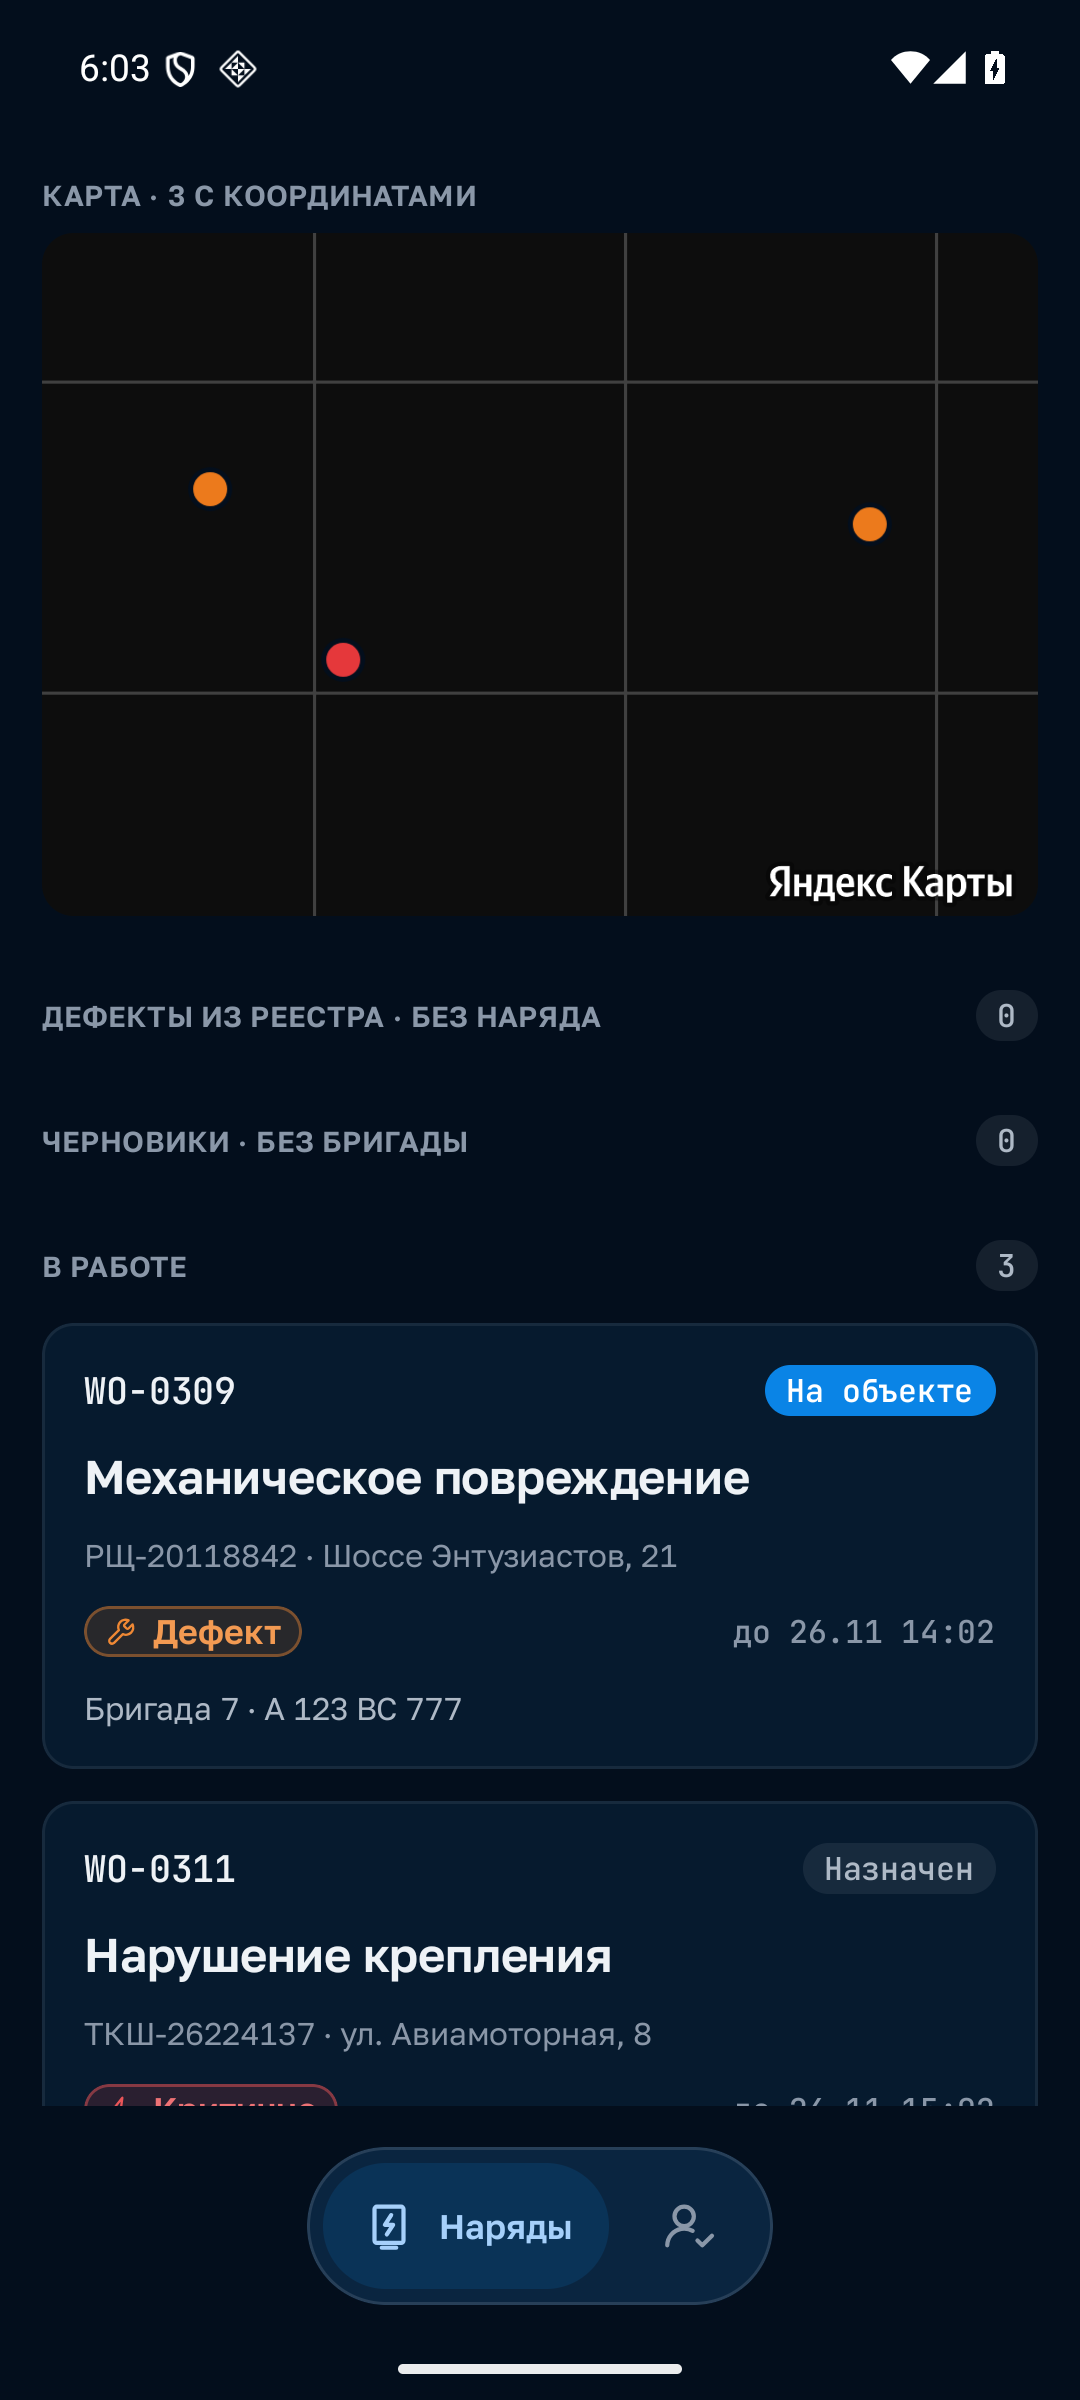 6:03
КАРТА · 3 С КООРДИНАТАМИ
Яндекс Карты
ДЕФЕКТЫ ИЗ РЕЕСТРА · БЕЗ НАРЯДА 0
ЧЕРНОВИКИ · БЕЗ БРИГАДЫ 0
В РАБОТЕ 3
WO-0309 На объекте
Механическое повреждение
РЩ-20118842 · Шоссе Энтузиастов, 21
Дефект до 26.11 14:02
Бригада 7 · А 123 ВС 777
WO-0311 Назначен
Нарушение крепления
ТКШ-26224137 · ул. Авиамоторная, 8
Наряды